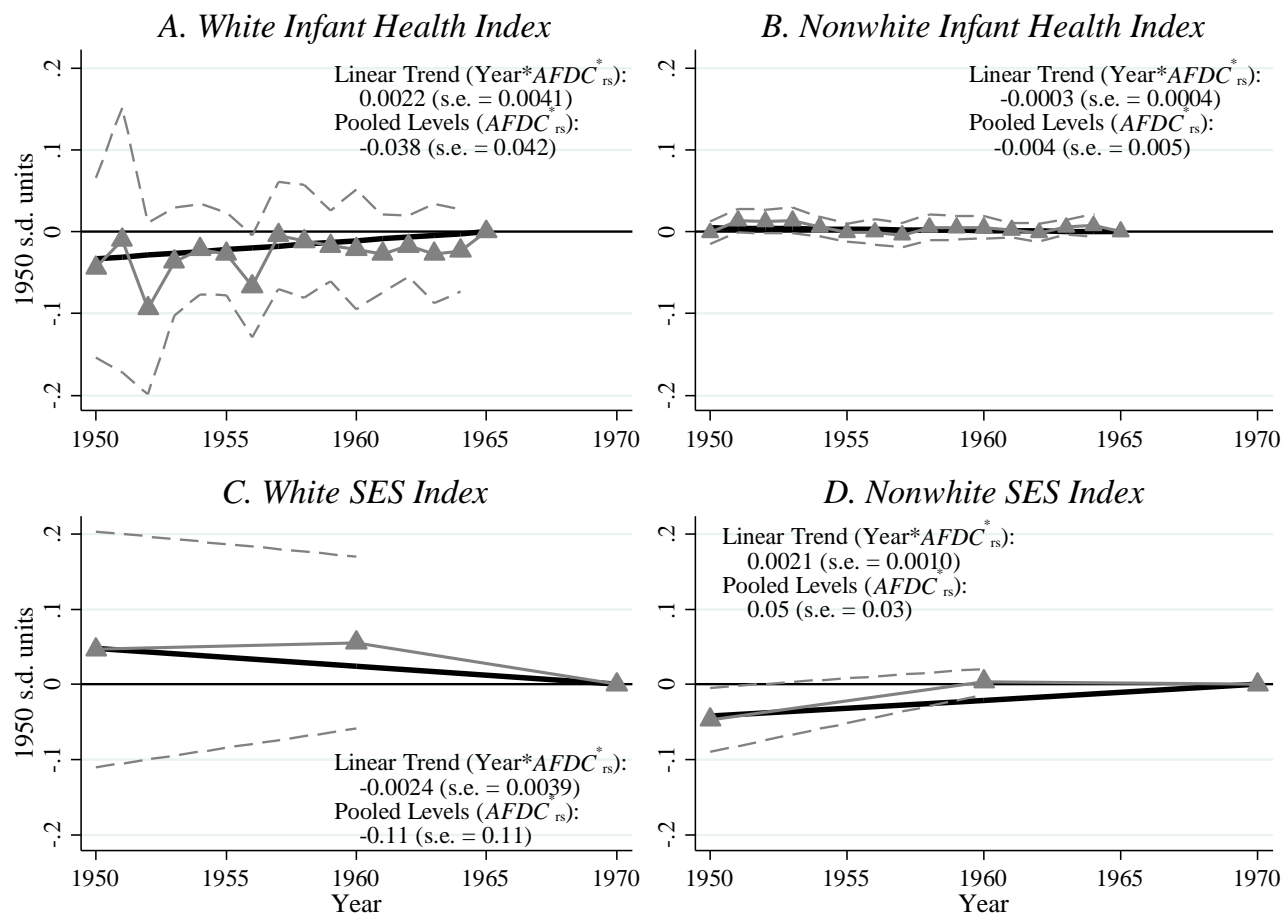 A. White Infant Health Index
.2
.1
0
-.1
-.2
1950 s.d. units
Linear Trend (Year*AFDC*rs):
0.0022 (s.e. = 0.0041)
Pooled Levels (AFDC*rs):
-0.038 (s.e. = 0.042)
1950 1955 1960 1965 1970
B. Nonwhite Infant Health Index
.2
.1
0
-.1
-.2
Linear Trend (Year*AFDC*rs):
-0.0003 (s.e. = 0.0004)
Pooled Levels (AFDC*rs):
-0.004 (s.e. = 0.005)
1950 1955 1960 1965 1970
C. White SES Index
.2
.1
0
-.1
-.2
1950 s.d. units
Linear Trend (Year*AFDC*rs):
-0.0024 (s.e. = 0.0039)
Pooled Levels (AFDC*rs):
-0.11 (s.e. = 0.11)
1950 1955 1960 1965 1970
Year
D. Nonwhite SES Index
.2
.1
0
-.1
-.2
Linear Trend (Year*AFDC*rs):
0.0021 (s.e. = 0.0010)
Pooled Levels (AFDC*rs):
0.05 (s.e. = 0.03)
1950 1955 1960 1965 1970
Year